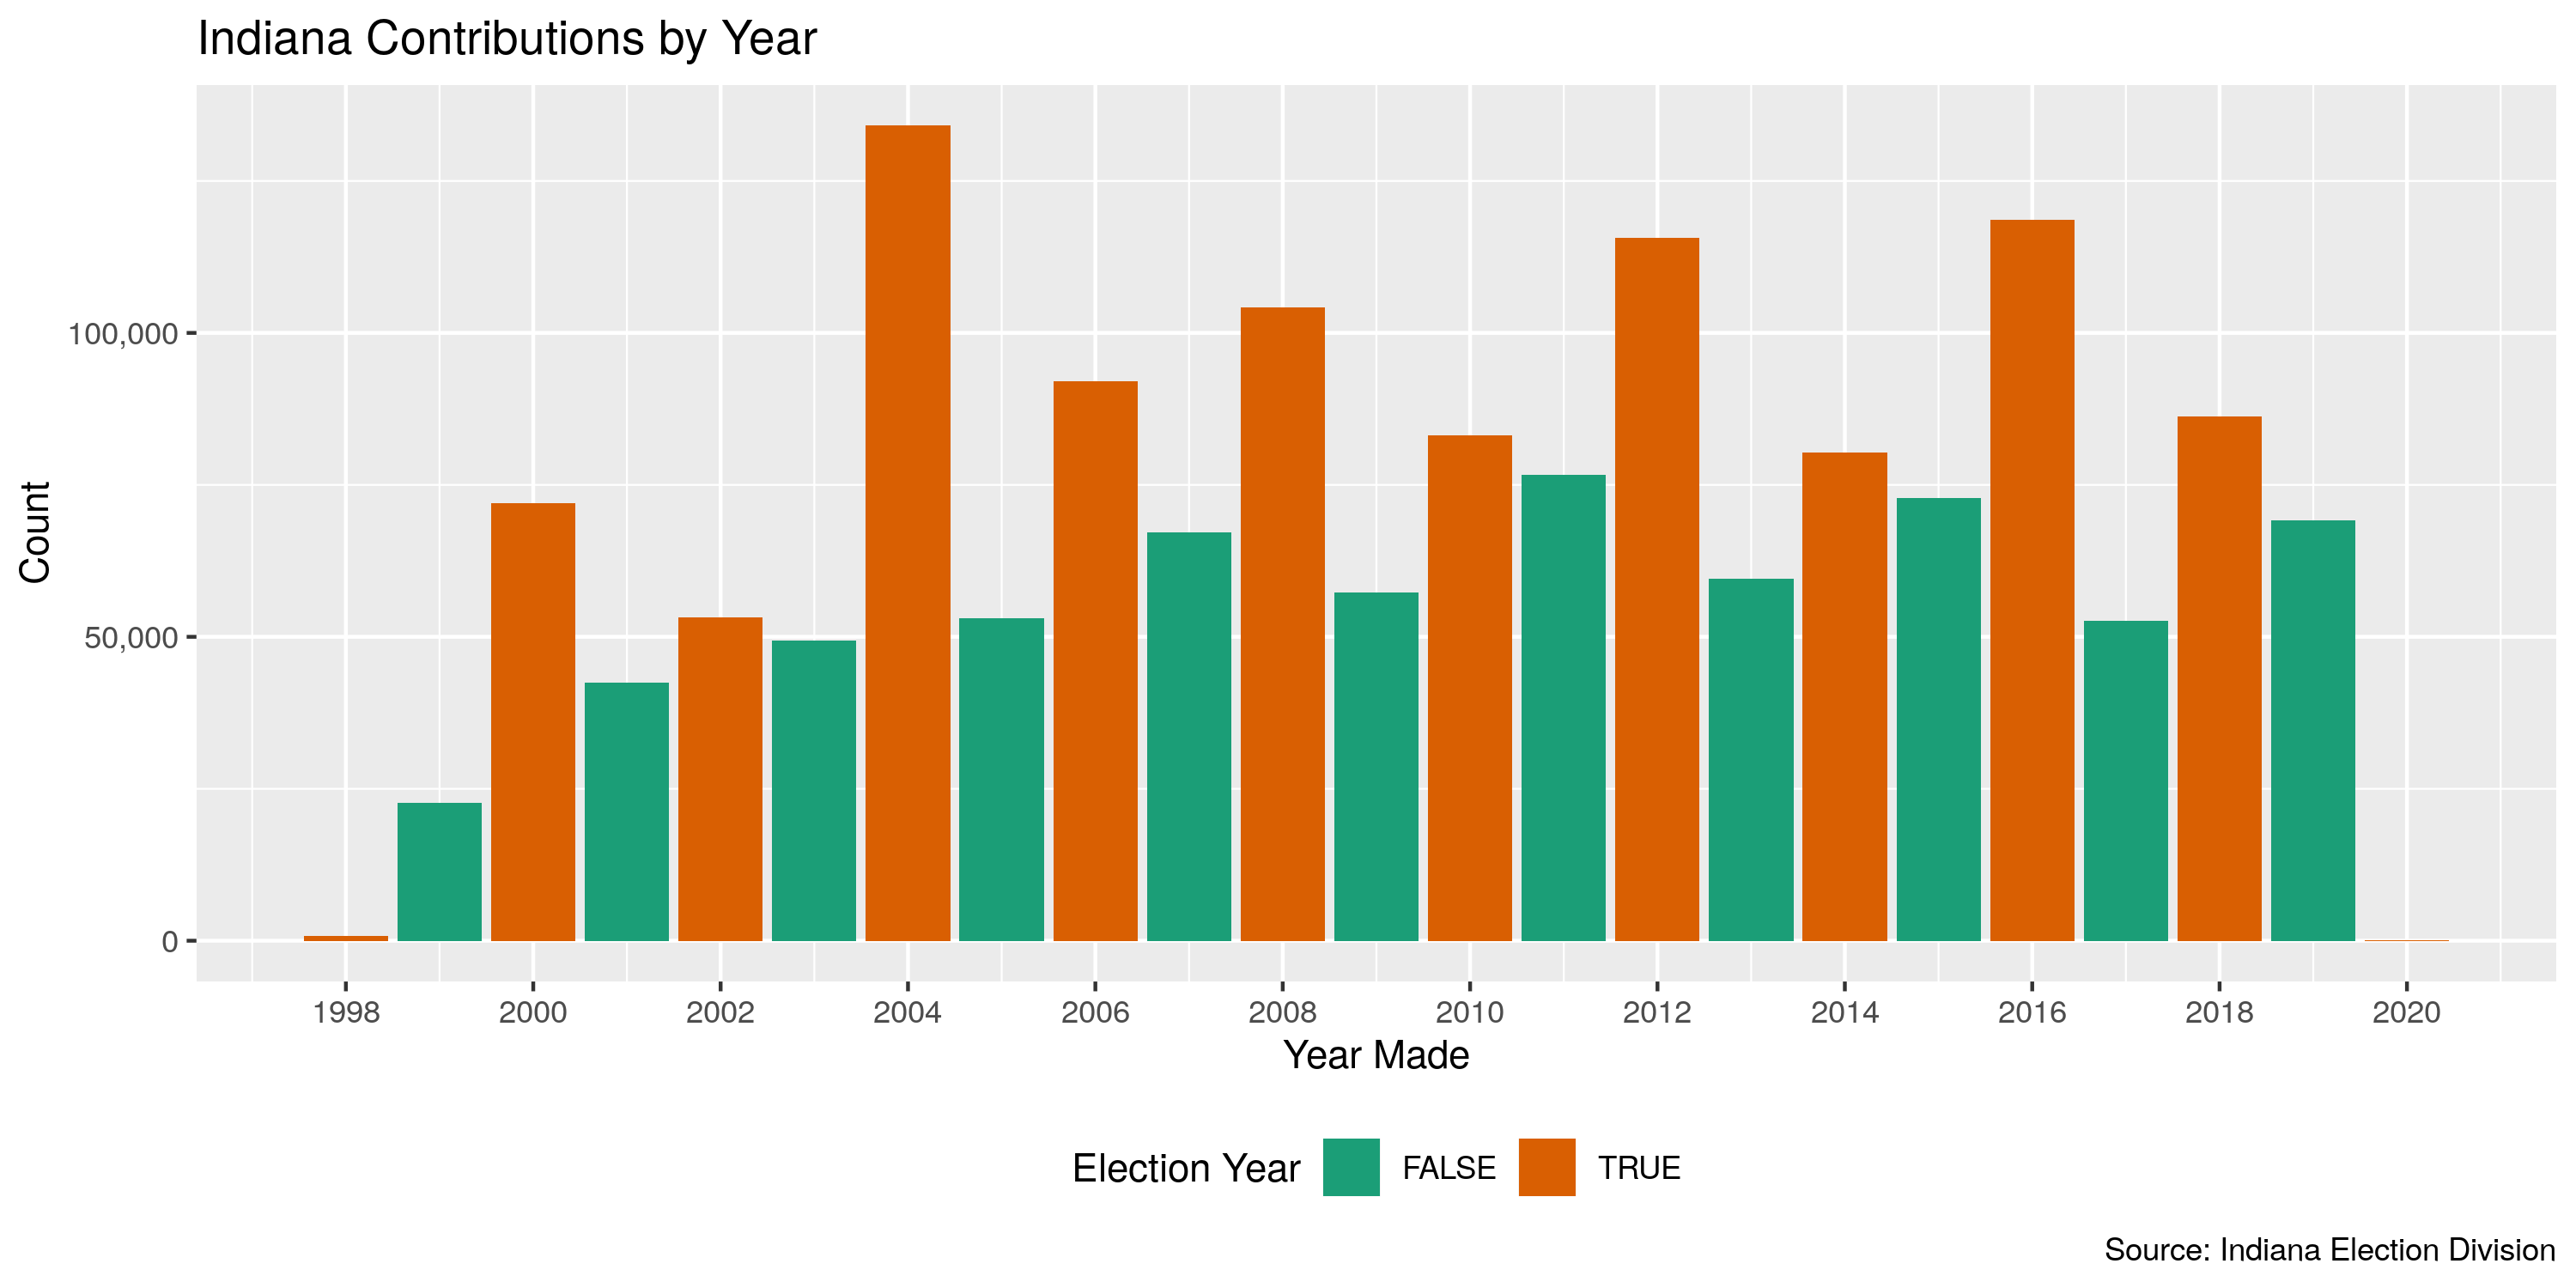 Indiana Contributions by Year
Count
100,000
50,000
0
1998 2000 2002 2004 2006 2008 2010 2012 2014 2016 2018 2020
Year Made
Election Year FALSE TRUE
Source: Indiana Election Division